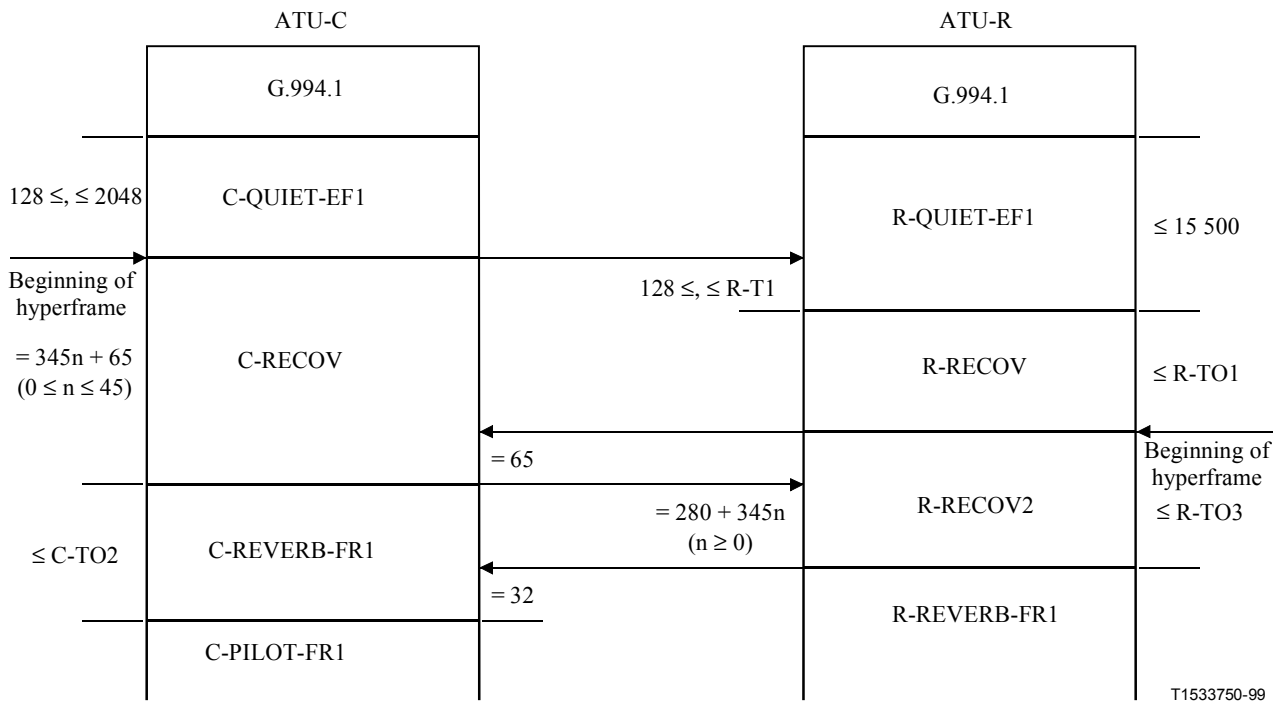 ATU-C
ATU-R
G.994.1
G.994.1
128 ≤, ≤ 2048
C-QUIET-EF1
R-QUIET-EF1
≤ 15 500
Beginning of
hyperframe
128 ≤, ≤ R-T1
= 345n + 65
(0 ≤ n ≤ 45)
C-RECOV
R-RECOV
≤ R-TO1
= 65
Beginning of
hyperframe
= 280 + 345n
(n ≥ 0)
R-RECOV2
≤ R-TO3
≤ C-TO2
C-REVERB-FR1
= 32
R-REVERB-FR1
C-PILOT-FR1
T1533750-99